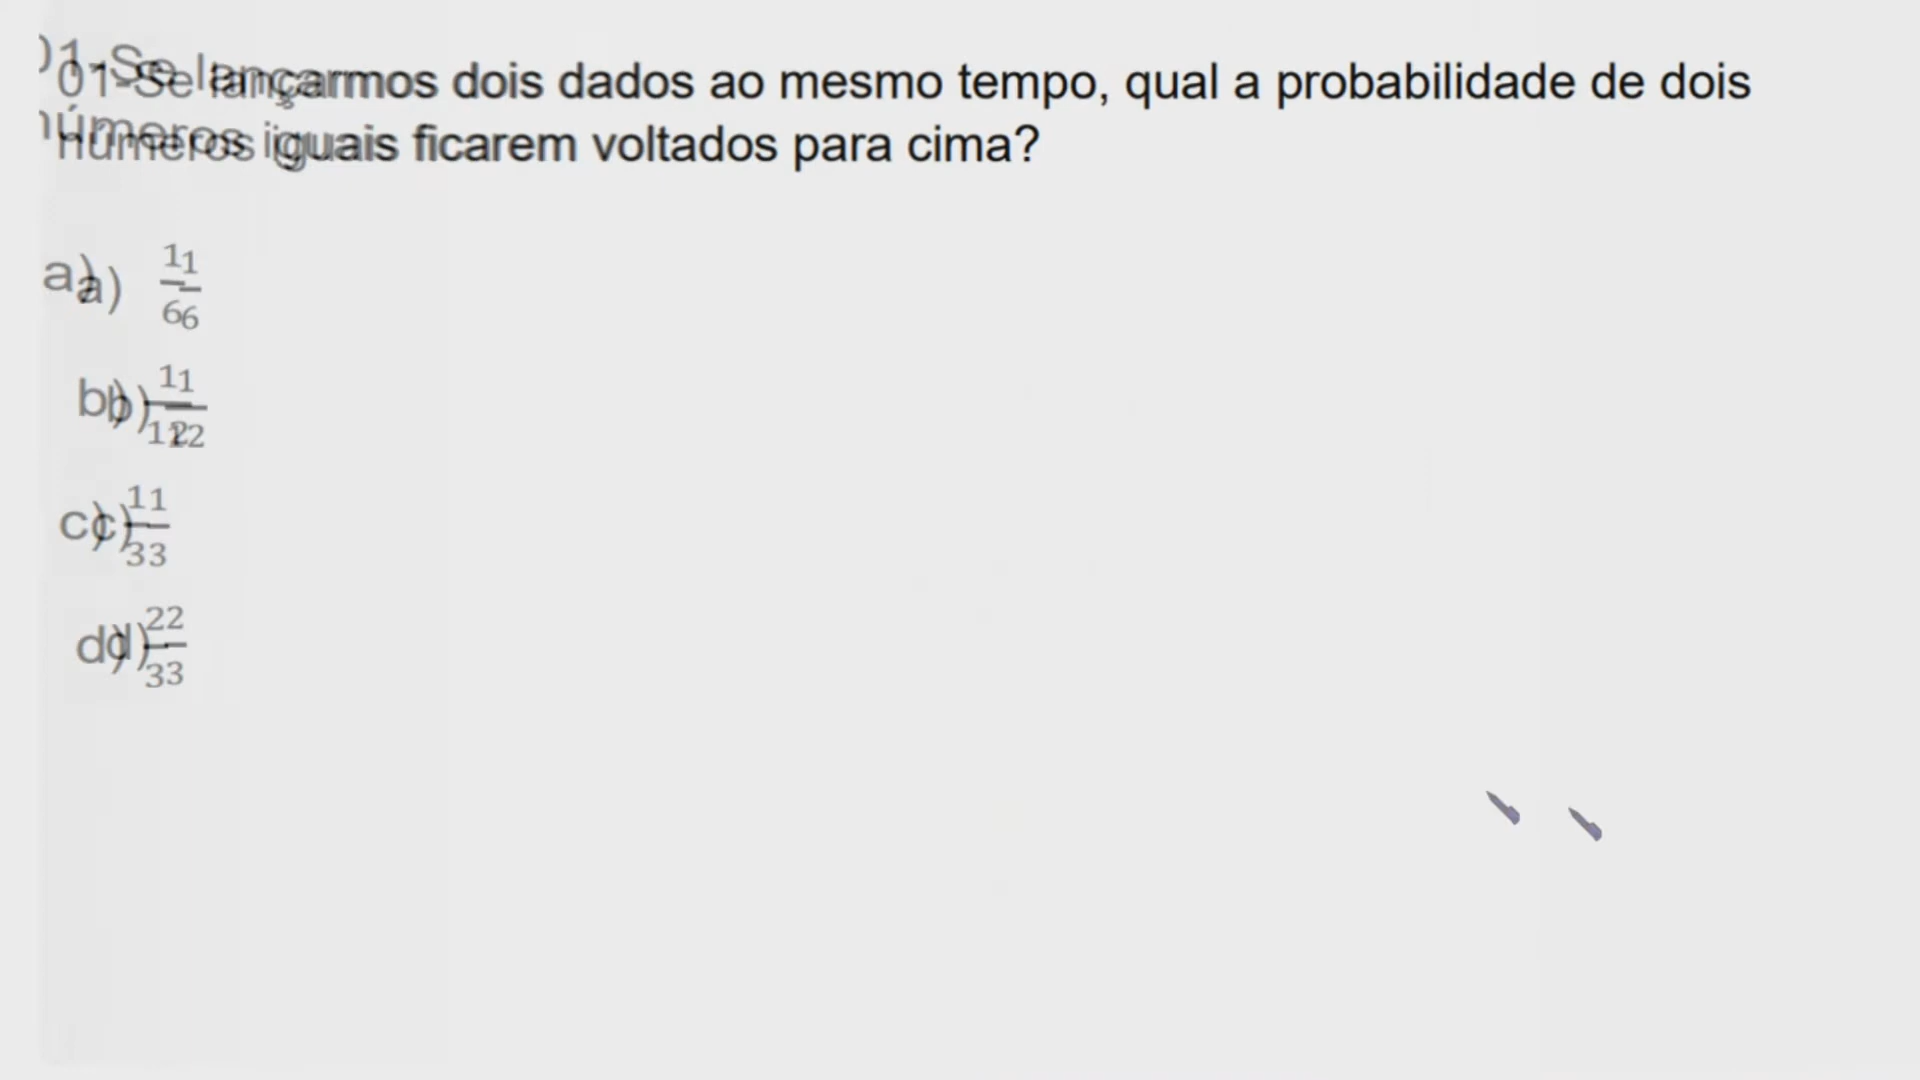 01-Se lançarmos dois dados ao mesmo tempo, qual a probabilidade de dois
números iguais ficarem voltados para cima?
a) 1/6
b) 1/12
c) 1/3
d) 2/3